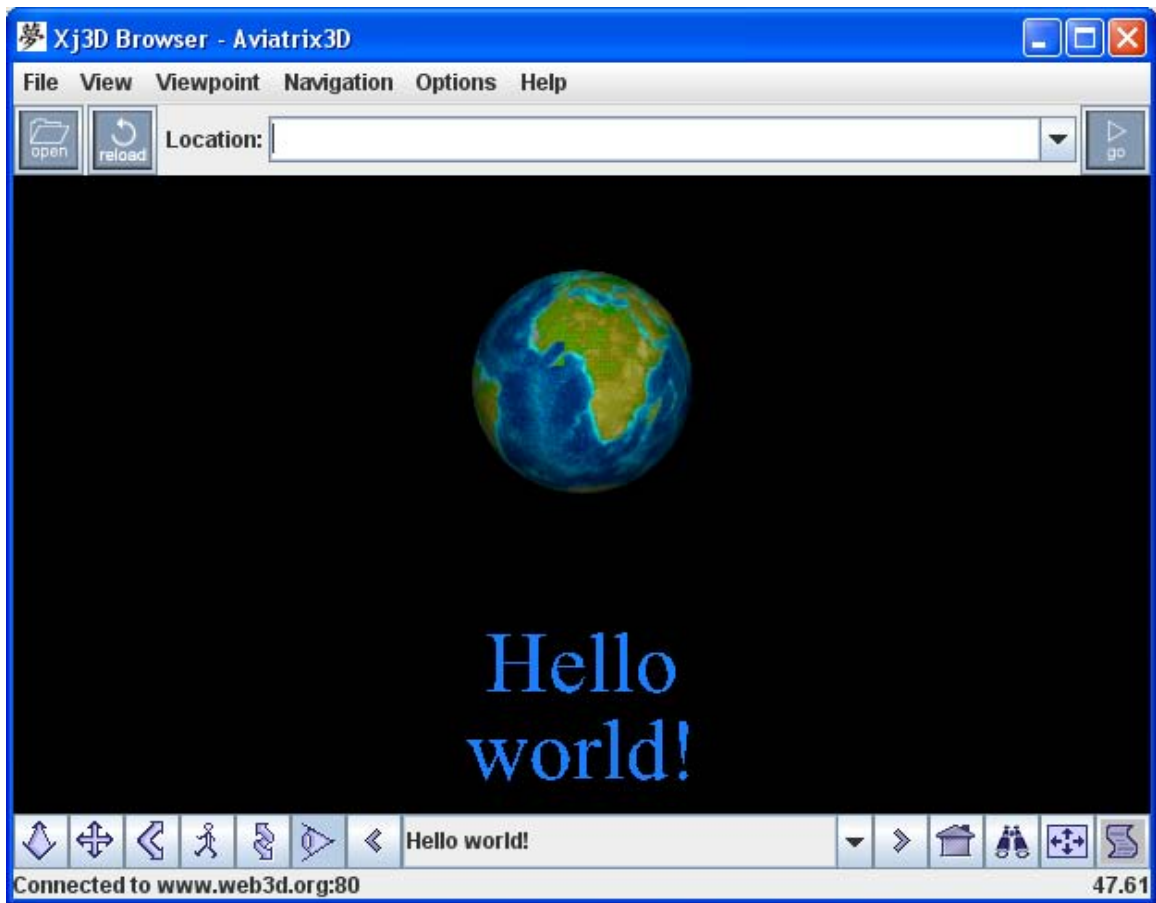 夢 Xj3D Browser - Aviatrix3D
File View Viewpoint Navigation Options Help
open reload Location: go
Hello
world!
Hello world!
Connected to www.web3d.org:80 47.61